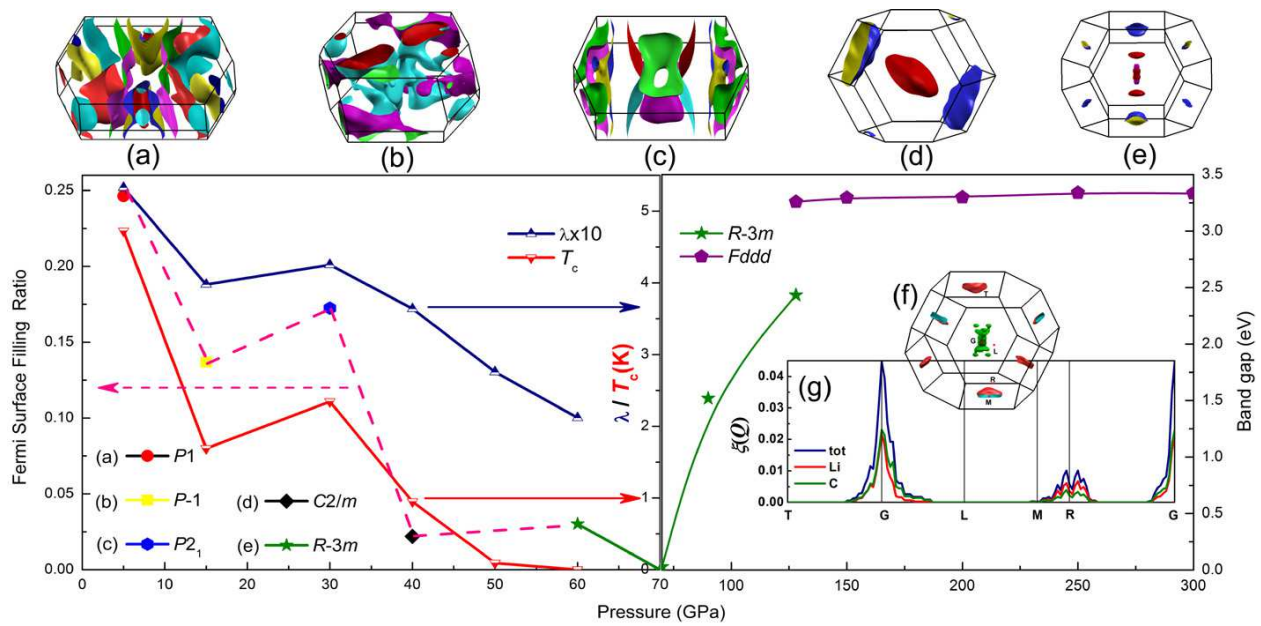 (a) (b) (c) (d) (e)
Fermi Surface Filling Ratio
0.25
0.20
0.15
0.10
0.05
0.00
λx10
T_c
(a) P1
(b) P-1
(c) P2_1
(d) C2/m
(e) R-3m
0 10 20 30 40 50 60 70 100 150 200 250 300
Pressure (GPa)
λ / T_c(K)
5
4
3
2
1
0
R-3m
Fddd
(f)
T
G
L
R
M
(g)
ξ(Q)
0.04
0.03
0.02
0.01
0.00
tot
Li
C
T G L M R G
3.5
3.0
2.5
2.0
1.5
1.0
0.5
0.0
Band gap (eV)